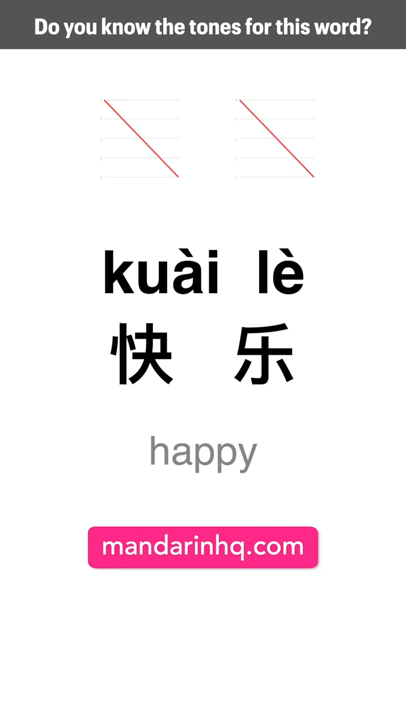 Do you know the tones for this word?
kuài lè
快 乐
happy
mandarinhq.com